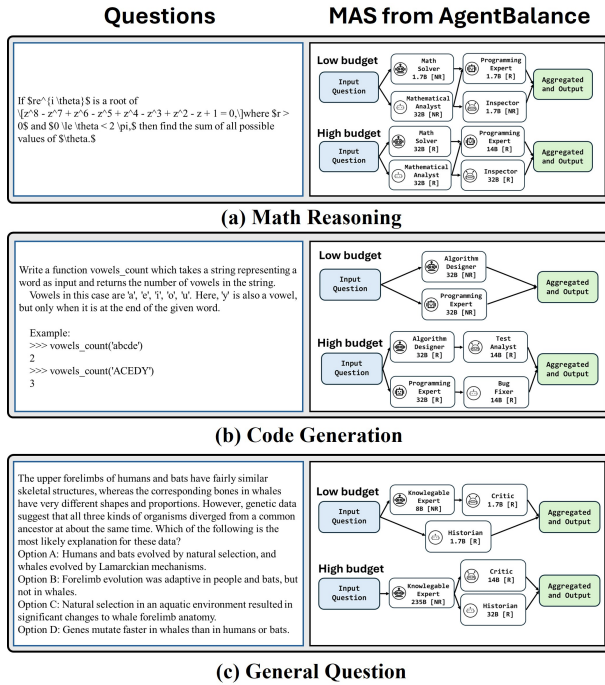 Questions
MAS from AgentBalance
If $re^{i \theta}$ is a root of
\[z^8 - z^7 + z^6 - z^5 + z^4 - z^3 + z^2 - z + 1 = 0,\]where $r >
0$ and $0 \le \theta < 2 \pi,$ then find the sum of all possible
values of $\theta.$
Low budget
Input
Question
Math
Solver
1.7B [NR]
Programming
Expert
1.7B [NR]
Mathematical
Analyst
32B [NR]
Inspector
1.7B [NR]
Aggregated
and Output
High budget
Input
Question
Math
Solver
32B [R]
Programming
Expert
14B [R]
Mathematical
Analyst
32B [R]
Inspector
32B [R]
Aggregated
and Output
(a) Math Reasoning
Write a function vowels_count which takes a string representing a
word as input and returns the number of vowels in the string.
Vowels in this case are 'a', 'e', 'i', 'o', 'u'. Here, 'y' is also a vowel,
but only when it is at the end of the given word.
Example:
>>> vowels_count('abcde')
2
>>> vowels_count('ACEDY')
3
Low budget
Input
Question
Algorithm
Designer
32B [NR]
Programming
Expert
32B [NR]
Aggregated
and Output
High budget
Input
Question
Algorithm
Designer
32B [R]
Test
Analyst
14B [R]
Programming
Expert
32B [R]
Bug
Fixer
14B [R]
Aggregated
and Output
(b) Code Generation
The upper forelimbs of humans and bats have fairly similar
skeletal structures, whereas the corresponding bones in whales
have very different shapes and proportions. However, genetic data
suggest that all three kinds of organisms diverged from a common
ancestor at about the same time. Which of the following is the
most likely explanation for these data?
Option A: Humans and bats evolved by natural selection, and
whales evolved by Lamarckian mechanisms.
Option B: Forelimb evolution was adaptive in people and bats, but
not in whales.
Option C: Natural selection in an aquatic environment resulted in
significant changes to whale forelimb anatomy.
Option D: Genes mutate faster in whales than in humans or bats.
Low budget
Input
Question
Knowlegable
Expert
8B [NR]
Critic
1.7B [R]
Historian
1.7B [R]
Aggregated
and Output
High budget
Input
Question
Knowlegable
Expert
235B [NR]
Critic
14B [R]
Historian
32B [R]
Aggregated
and Output
(c) General Question